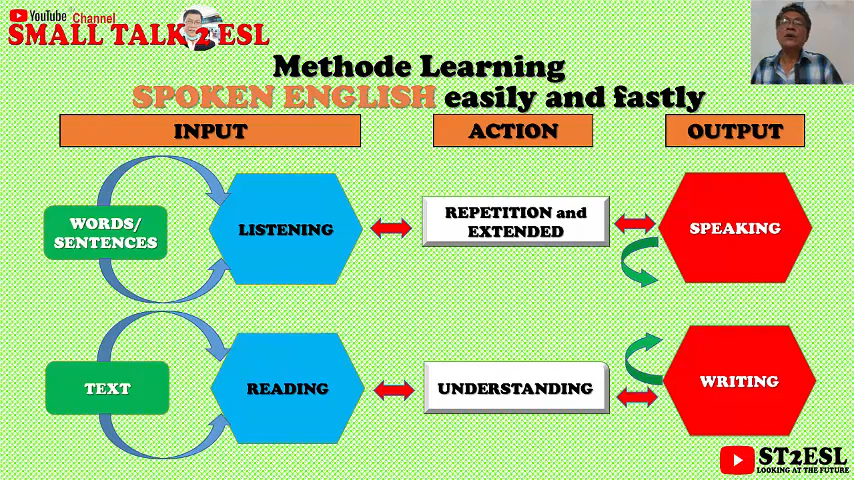 YouTube Channel
SMALL TALK 2 ESL
Methode Learning
SPOKEN ENGLISH easily and fastly
INPUT
ACTION
OUTPUT
WORDS/
SENTENCES
LISTENING
REPETITION and
EXTENDED
SPEAKING
TEXT
READING
UNDERSTANDING
WRITING
ST2ESL
LOOKING AT THE FUTURE